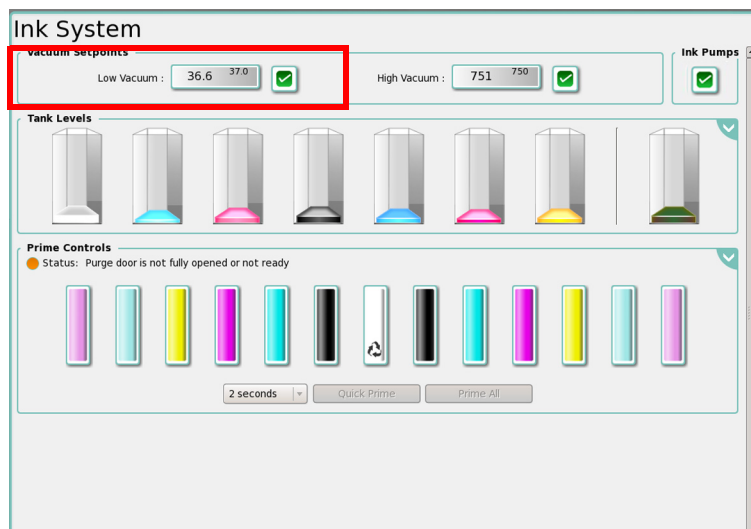 Ink System
Vacuum Setpoints
Ink Pumps
Low Vacuum : 36.6 37.0
High Vacuum : 751 750
Tank Levels
Prime Controls
Status: Purge door is not fully opened or not ready
2 seconds
Quick Prime
Prime All